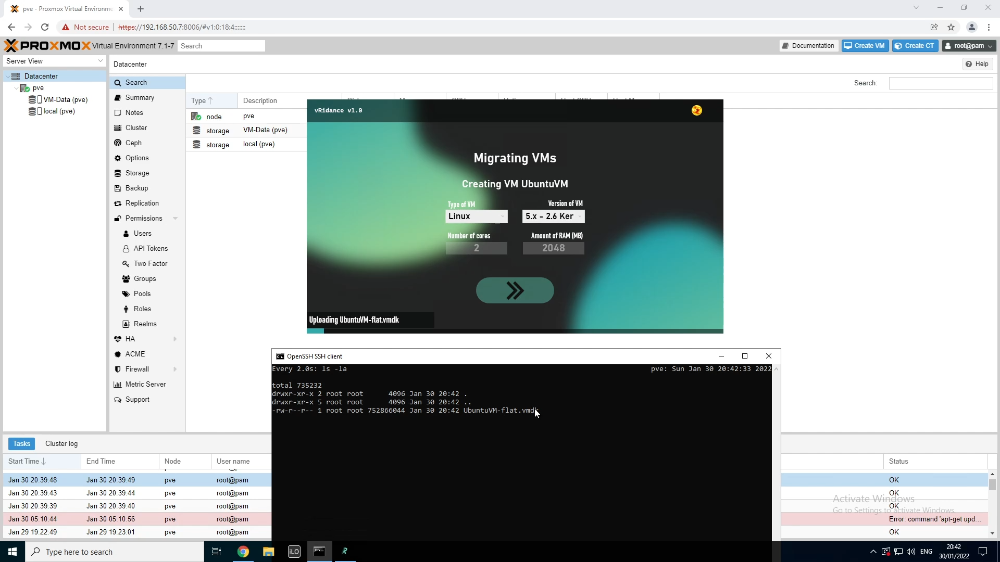 pve - Proxmox Virtual Environme
Not secure https://192.168.50.7:8006/#v1:0:18:4:::::::
PROXMOX Virtual Environment 7.1-7 Search
Documentation Create VM Create CT root@pam
Server View
Datacenter
Help
Datacenter
pve
VM-Data (pve)
local (pve)
Search
Summary
Notes
Cluster
Ceph
Options
Storage
Backup
Replication
Permissions
Users
API Tokens
Two Factor
Groups
Pools
Roles
Realms
HA
ACME
Firewall
Metric Server
Support
Search:
Type Description
node pve
storage VM-Data (pve)
storage local (pve)
vRidance v1.0
Migrating VMs
Creating VM UbuntuVM
Type of VM Version of VM
Linux 5.x - 2.6 Ker
Number of cores Amount of RAM (MB)
2 2048
Uploading UbuntuVM-flat.vmdk
OpenSSH SSH client
Every 2.0s: ls -la pve: Sun Jan 30 20:42:33 2022
total 735232
drwxr-xr-x 2 root root 4096 Jan 30 20:42 .
drwxr-xr-x 5 root root 4096 Jan 30 20:42 ..
-rw-r--r-- 1 root root 752866044 Jan 30 20:42 UbuntuVM-flat.vmdk
Tasks Cluster log
Start Time End Time Node User name Status
Jan 30 20:39:48 Jan 30 20:39:49 pve root@pam OK
Jan 30 20:39:43 Jan 30 20:39:44 pve root@pam OK
Jan 30 20:39:39 Jan 30 20:39:40 pve root@pam OK
Jan 30 05:10:44 Jan 30 05:10:56 pve root@pam Error: command 'apt-get upd...
Jan 29 19:22:49 Jan 29 19:23:01 pve root@pam OK
Activate Windows
Go to Settings to activate Windows.
Type here to search
iLO
ENG
20:42
30/01/2022